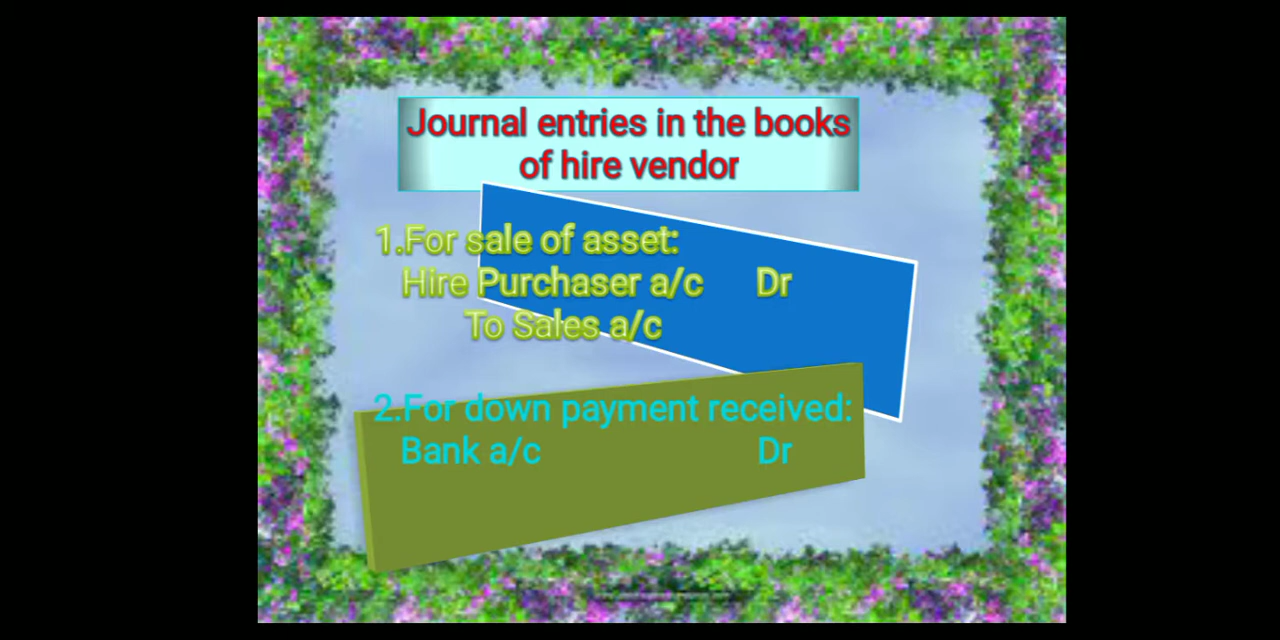 Journal entries in the books
of hire vendor
1.For sale of asset:
Hire Purchaser a/c Dr
To Sales a/c
2.For down payment received:
Bank a/c Dr